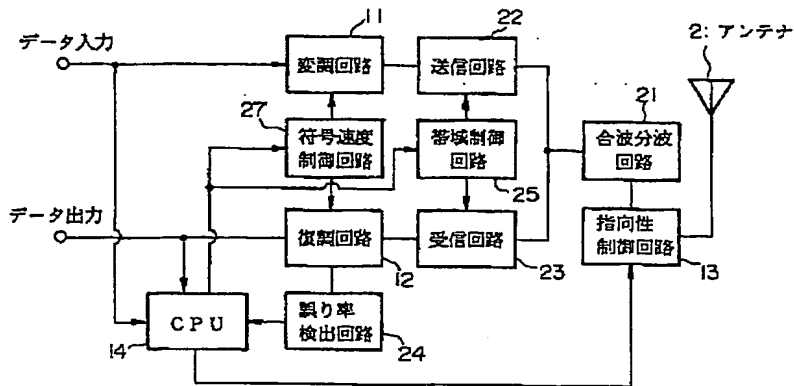 11
22
2: アンテナ
データ入力
変調回路
送信回路
21
27
符号速度
制御回路
帯域制御
回路
25
合波分波
回路
データ出力
復調回路
12
受信回路
23
指向性
制御回路
13
CPU
14
誤り率
検出回路
24